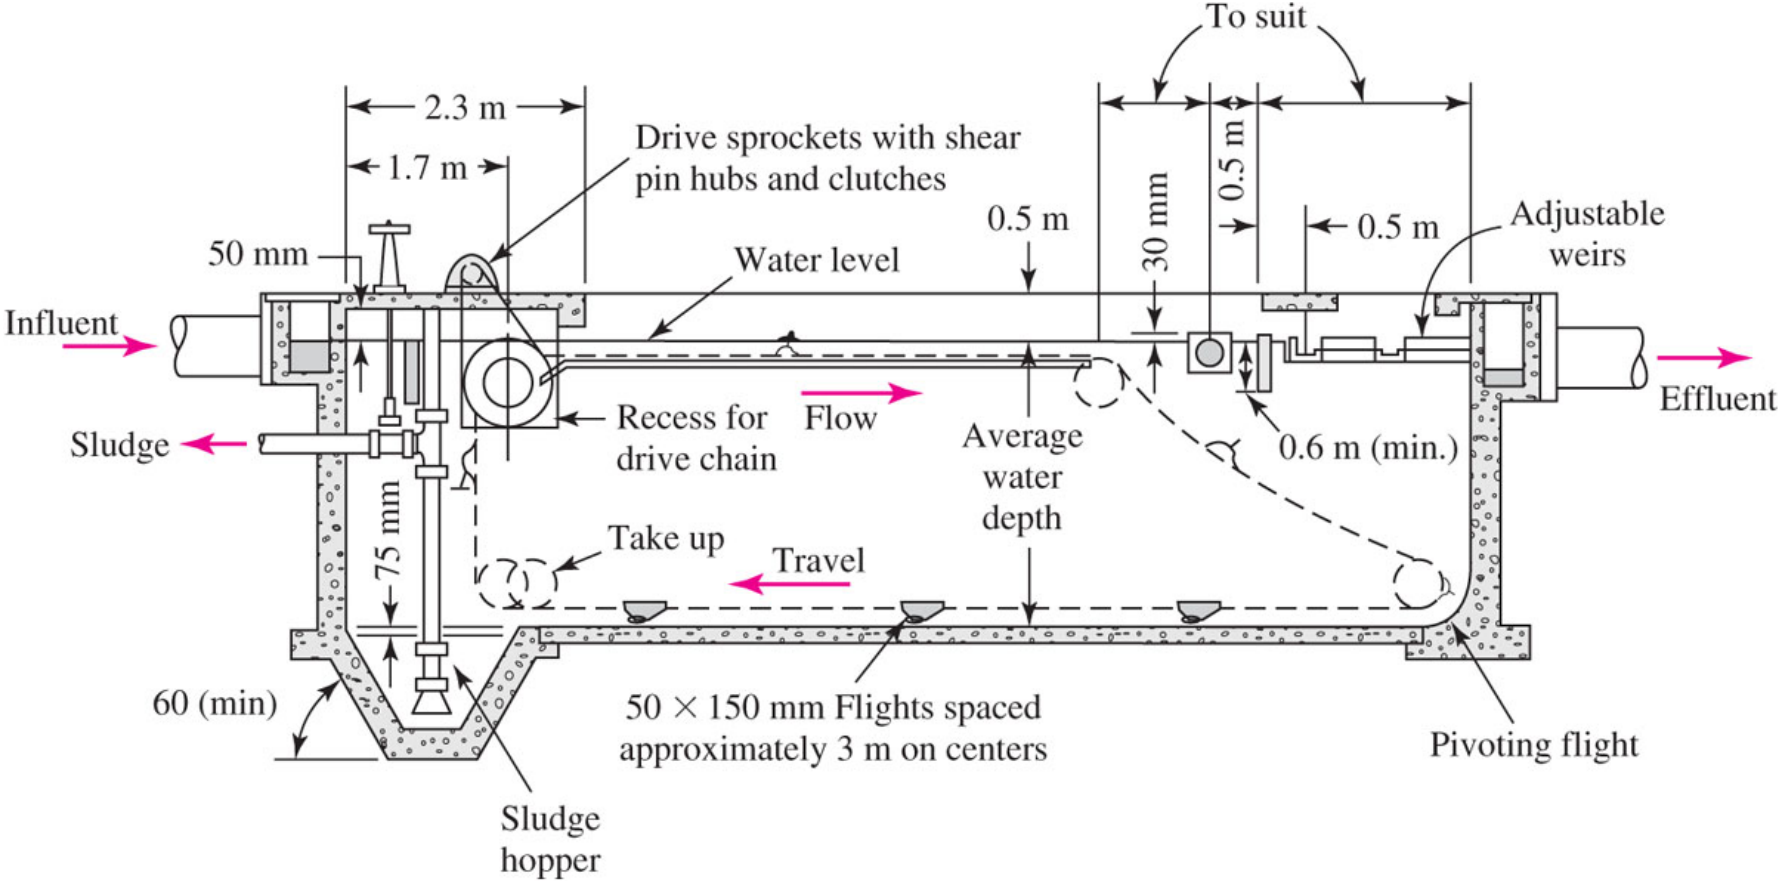 To suit
2.3 m
Drive sprockets with shear
pin hubs and clutches
1.7 m
0.5 m
30 mm
0.5 m
0.5 m
Adjustable
weirs
50 mm
Water level
Influent
Effluent
Sludge
Recess for
drive chain
Flow
Average
water
depth
0.6 m (min.)
75 mm
Take up
Travel
60 (min)
50 × 150 mm Flights spaced
approximately 3 m on centers
Pivoting flight
Sludge
hopper